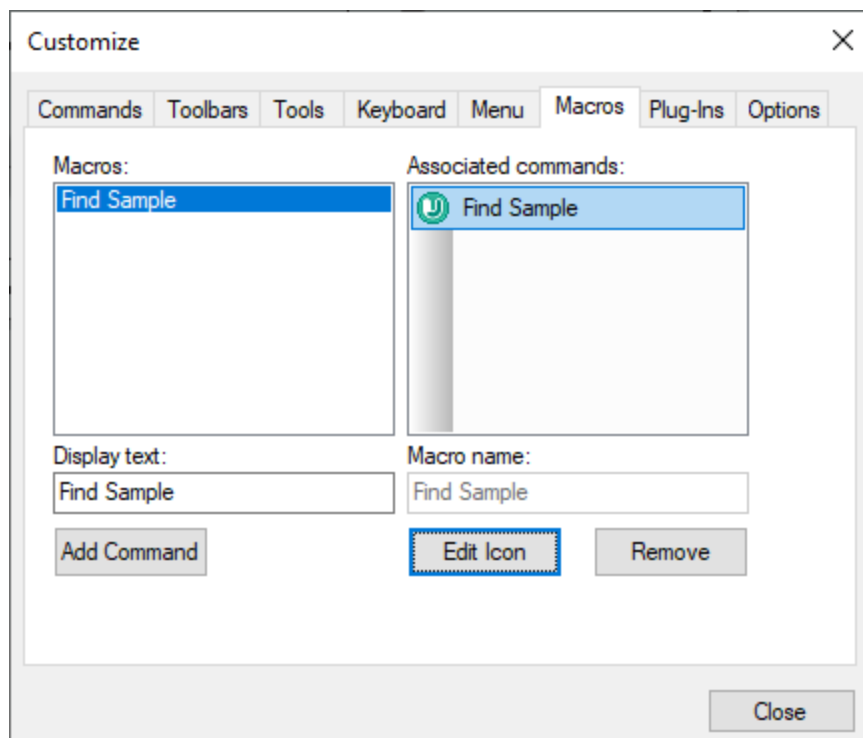 Customize
Commands Toolbars Tools Keyboard Menu Macros Plug-Ins Options
Macros: Associated commands:
Find Sample Find Sample
Display text: Macro name:
Find Sample Find Sample
Add Command Edit Icon Remove
Close